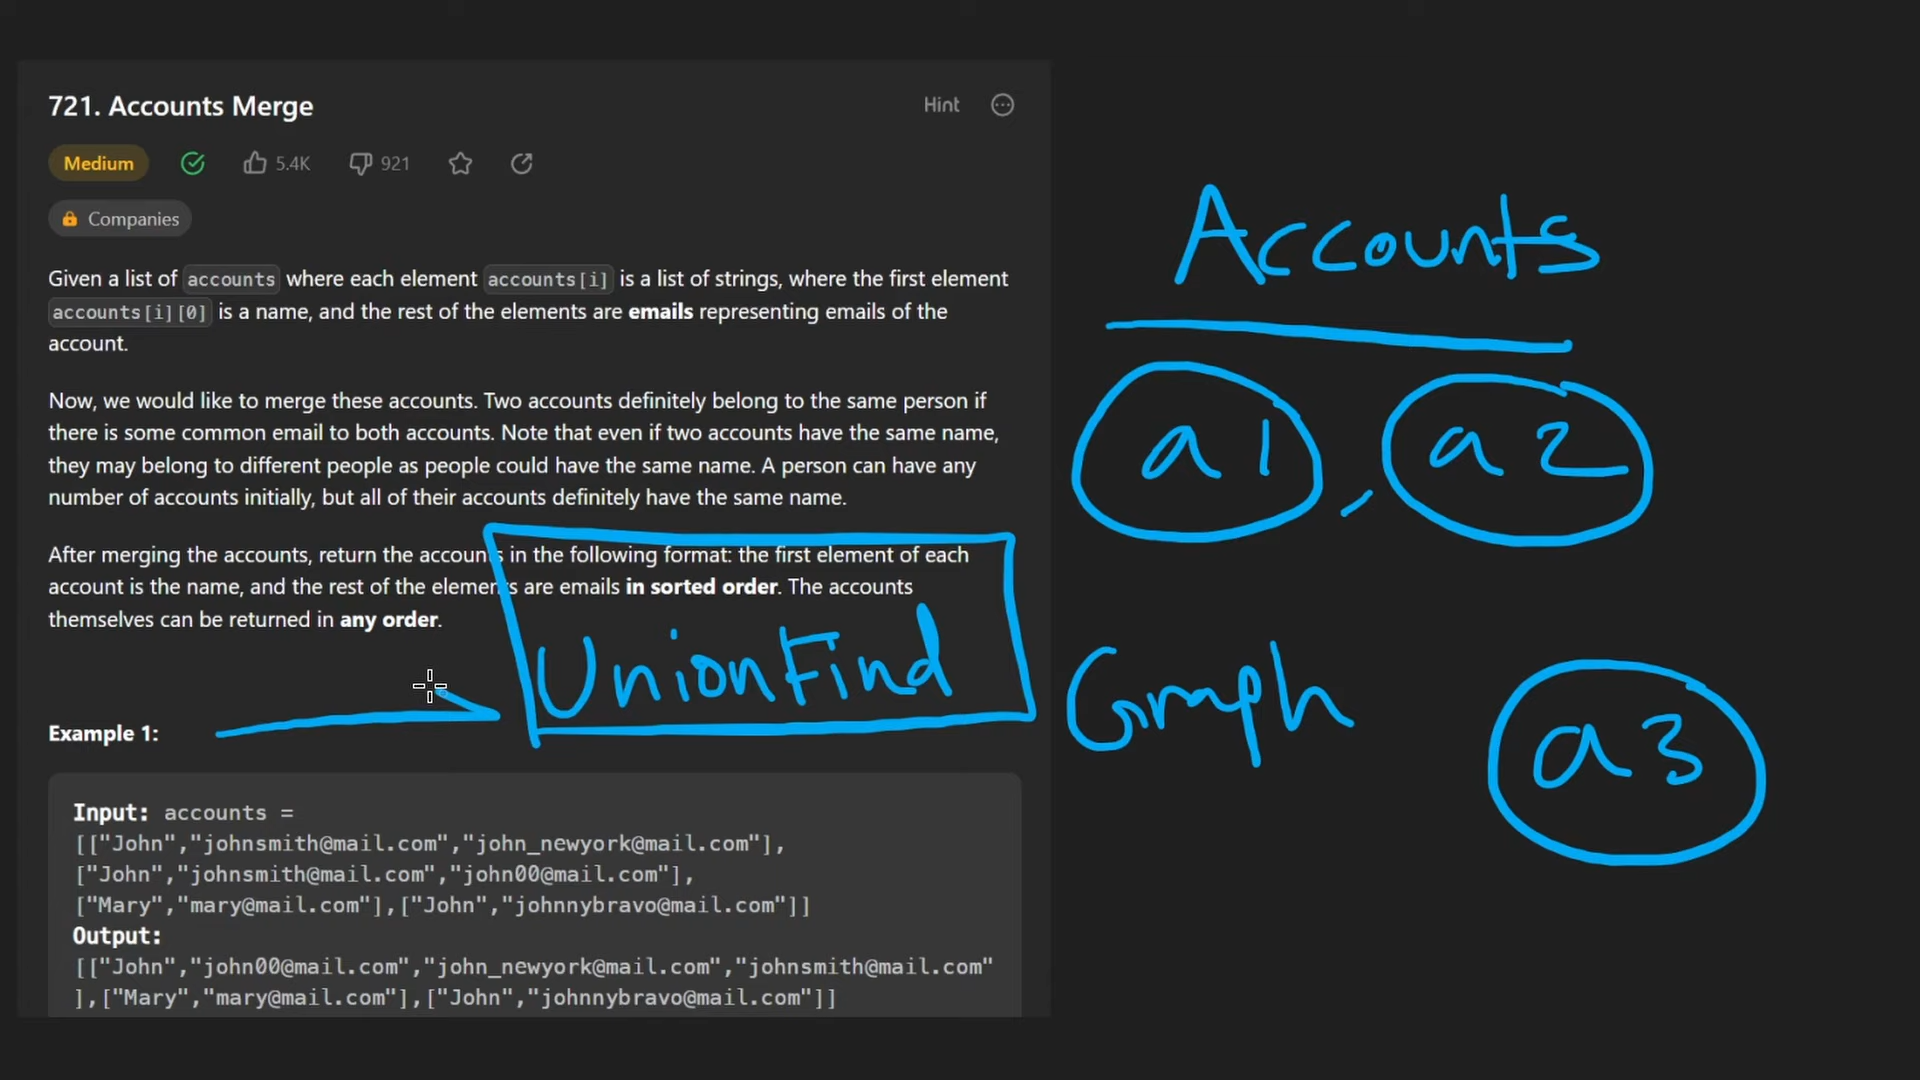 721. Accounts Merge
Hint
Medium
5.4K
921
Companies
Given a list of accounts where each element accounts[i] is a list of strings, where the first element
accounts[i][0] is a name, and the rest of the elements are emails representing emails of the
account.
Now, we would like to merge these accounts. Two accounts definitely belong to the same person if
there is some common email to both accounts. Note that even if two accounts have the same name,
they may belong to different people as people could have the same name. A person can have any
number of accounts initially, but all of their accounts definitely have the same name.
After merging the accounts, return the accounts in the following format: the first element of each
account is the name, and the rest of the elements are emails in sorted order. The accounts
themselves can be returned in any order.
UnionFind
Example 1:
Input: accounts =
[["John","johnsmith@mail.com","john_newyork@mail.com"],
["John","johnsmith@mail.com","john00@mail.com"],
["Mary","mary@mail.com"],["John","johnnybravo@mail.com"]]
Output:
[["John","john00@mail.com","john_newyork@mail.com","johnsmith@mail.com"
],["Mary","mary@mail.com"],["John","johnnybravo@mail.com"]]
Accounts
a1, a2
Graph
a3